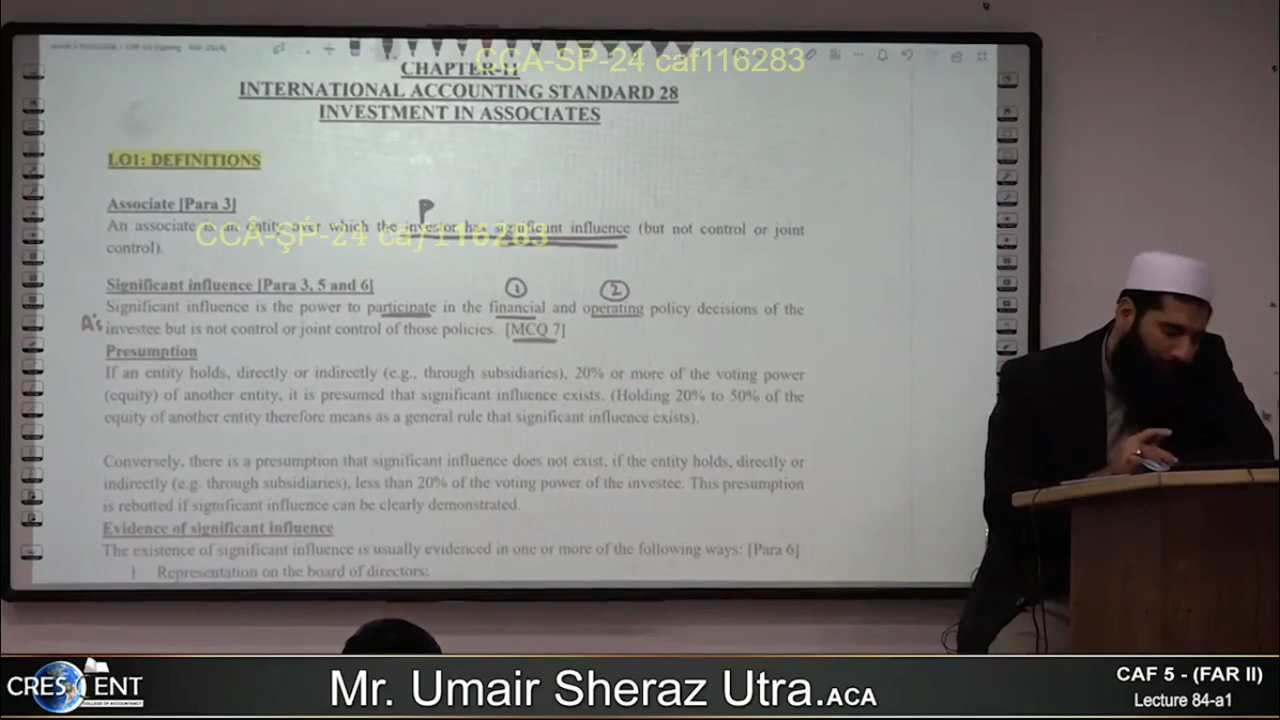 CCA-SP-24 caf116283
CHAPTER-11
INTERNATIONAL ACCOUNTING STANDARD 28
INVESTMENT IN ASSOCIATES
LO1: DEFINITIONS
Associate [Para 3]
P
An associate is an entity over which the investor has significant influence (but not control or joint
control).
CCA-SP-24 caf116283
Significant influence [Para 3, 5 and 6]
1 2
Significant influence is the power to participate in the financial and operating policy decisions of the
A's investee but is not control or joint control of those policies. [MCQ 7]
Presumption
If an entity holds, directly or indirectly (e.g., through subsidiaries), 20% or more of the voting power
(equity) of another entity, it is presumed that significant influence exists. (Holding 20% to 50% of the
equity of another entity therefore means as a general rule that significant influence exists).
Conversely, there is a presumption that significant influence does not exist, if the entity holds, directly or
indirectly (e.g. through subsidiaries), less than 20% of the voting power of the investee. This presumption
is rebutted if significant influence can be clearly demonstrated.
Evidence of significant influence
The existence of significant influence is usually evidenced in one or more of the following ways: [Para 6]
Representation on the board of directors;
CRESCENT
COLLEGE OF ACCOUNTANCY
Mr. Umair Sheraz Utra.ACA
CAF 5 - (FAR II)
Lecture 84-a1